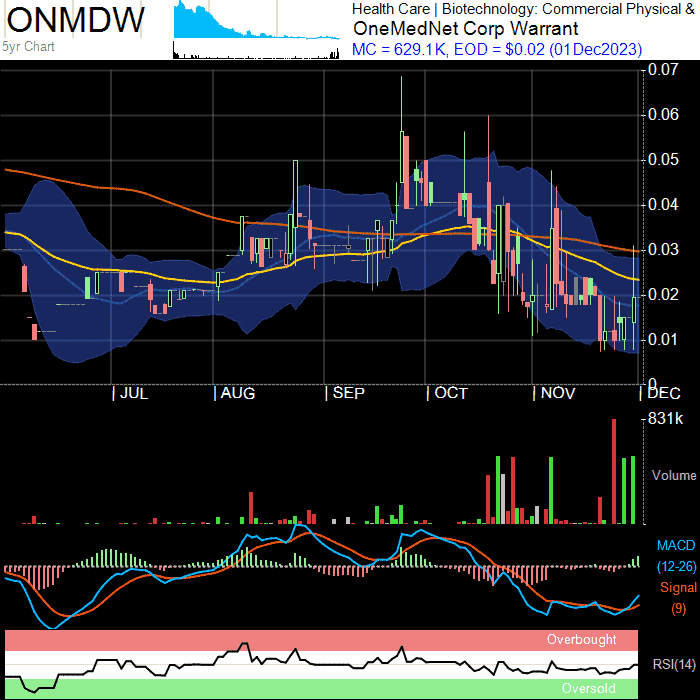 ONMDW
5yr Chart
Health Care | Biotechnology: Commercial Physical &
OneMedNet Corp Warrant
MC = 629.1K, EOD = $0.02 (01Dec2023)
0.07
0.06
0.05
0.04
0.03
0.02
0.01
0
JUL AUG SEP OCT NOV DEC
831k
Volume
MACD
(12-26)
Signal
(9)
Overbought
RSI(14)
Oversold